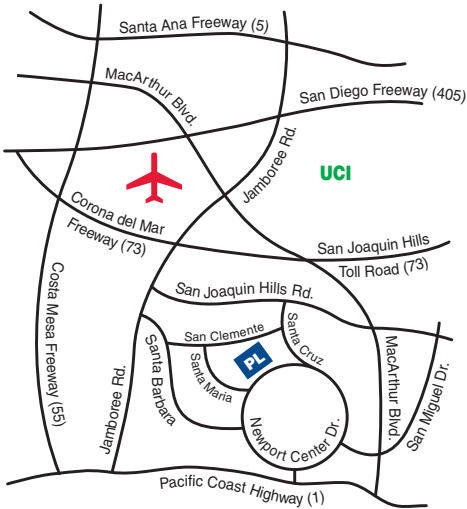 Santa Ana Freeway (5)
MacArthur Blvd.
San Diego Freeway (405)
Jamboree Rd.
UCI
Corona del Mar
Freeway (73)
San Joaquin Hills
Toll Road (73)
Costa Mesa Freeway (55)
San Joaquin Hills Rd.
San Clemente
Santa Cruz
PL
Santa Maria
Santa Barbara
Jamboree Rd.
MacArthur Blvd.
San Miguel Dr.
Newport Center Dr.
Pacific Coast Highway (1)